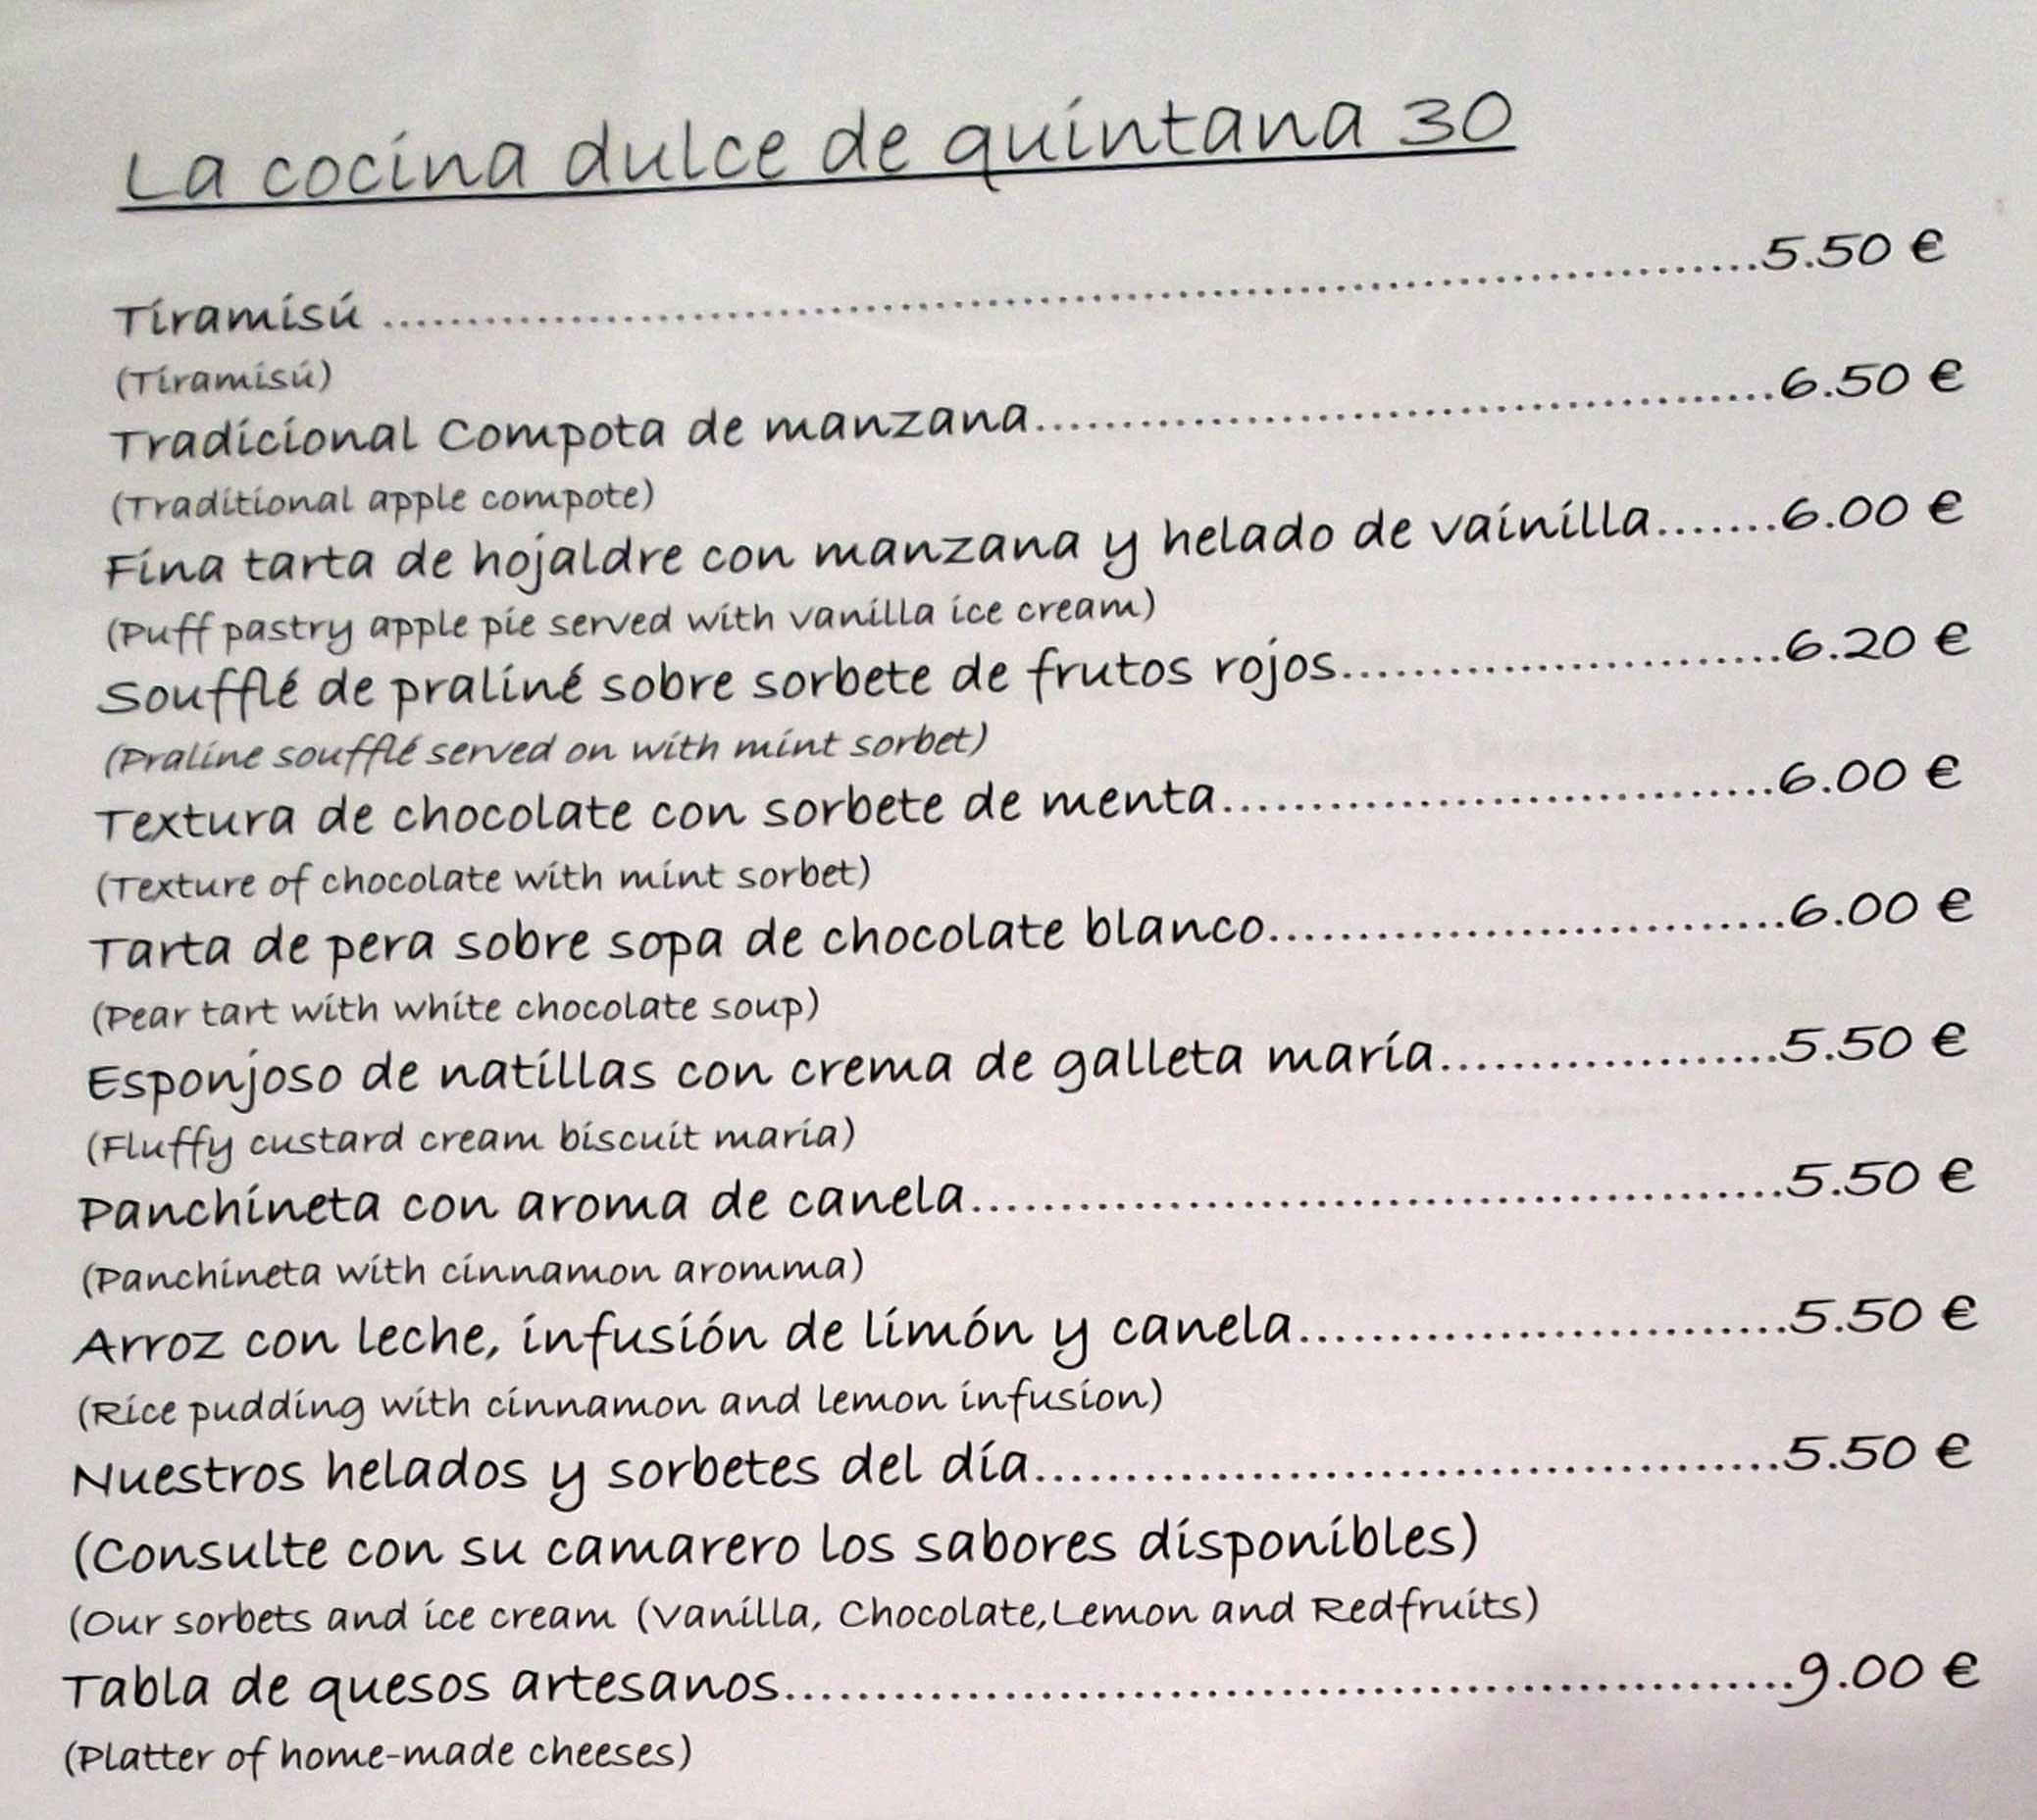 La cocina dulce de quintana 30
Tiramisú ........................................................................5.50 €
(Tiramisú)
Tradicional Compota de manzana..........................................6.50 €
(Traditional apple compote)
Fina tarta de hojaldre con manzana y helado de vainilla.......6.00 €
(Puff pastry apple pie served with vanilla ice cream)
Soufflé de praliné sobre sorbete de frutos rojos.........................6.20 €
(Praline soufflé served on with mint sorbet)
Textura de chocolate con sorbete de menta...............................6.00 €
(Texture of chocolate with mint sorbet)
Tarta de pera sobre sopa de chocolate blanco.............................6.00 €
(Pear tart with white chocolate soup)
Esponjoso de natillas con crema de galleta maría...................5.50 €
(Fluffy custard cream biscuit maria)
Panchineta con aroma de canela..............................................5.50 €
(Panchineta with cinnamon aromma)
Arroz con leche, infusión de limón y canela...........................5.50 €
(Rice pudding with cinnamon and lemon infusion)
Nuestros helados y sorbetes del día..........................................5.50 €
(Consulte con su camarero los sabores disponibles)
(Our sorbets and ice cream (Vanilla, Chocolate,Lemon and Redfruits)
Tabla de quesos artesanos.........................................................9.00 €
(Platter of home-made cheeses)